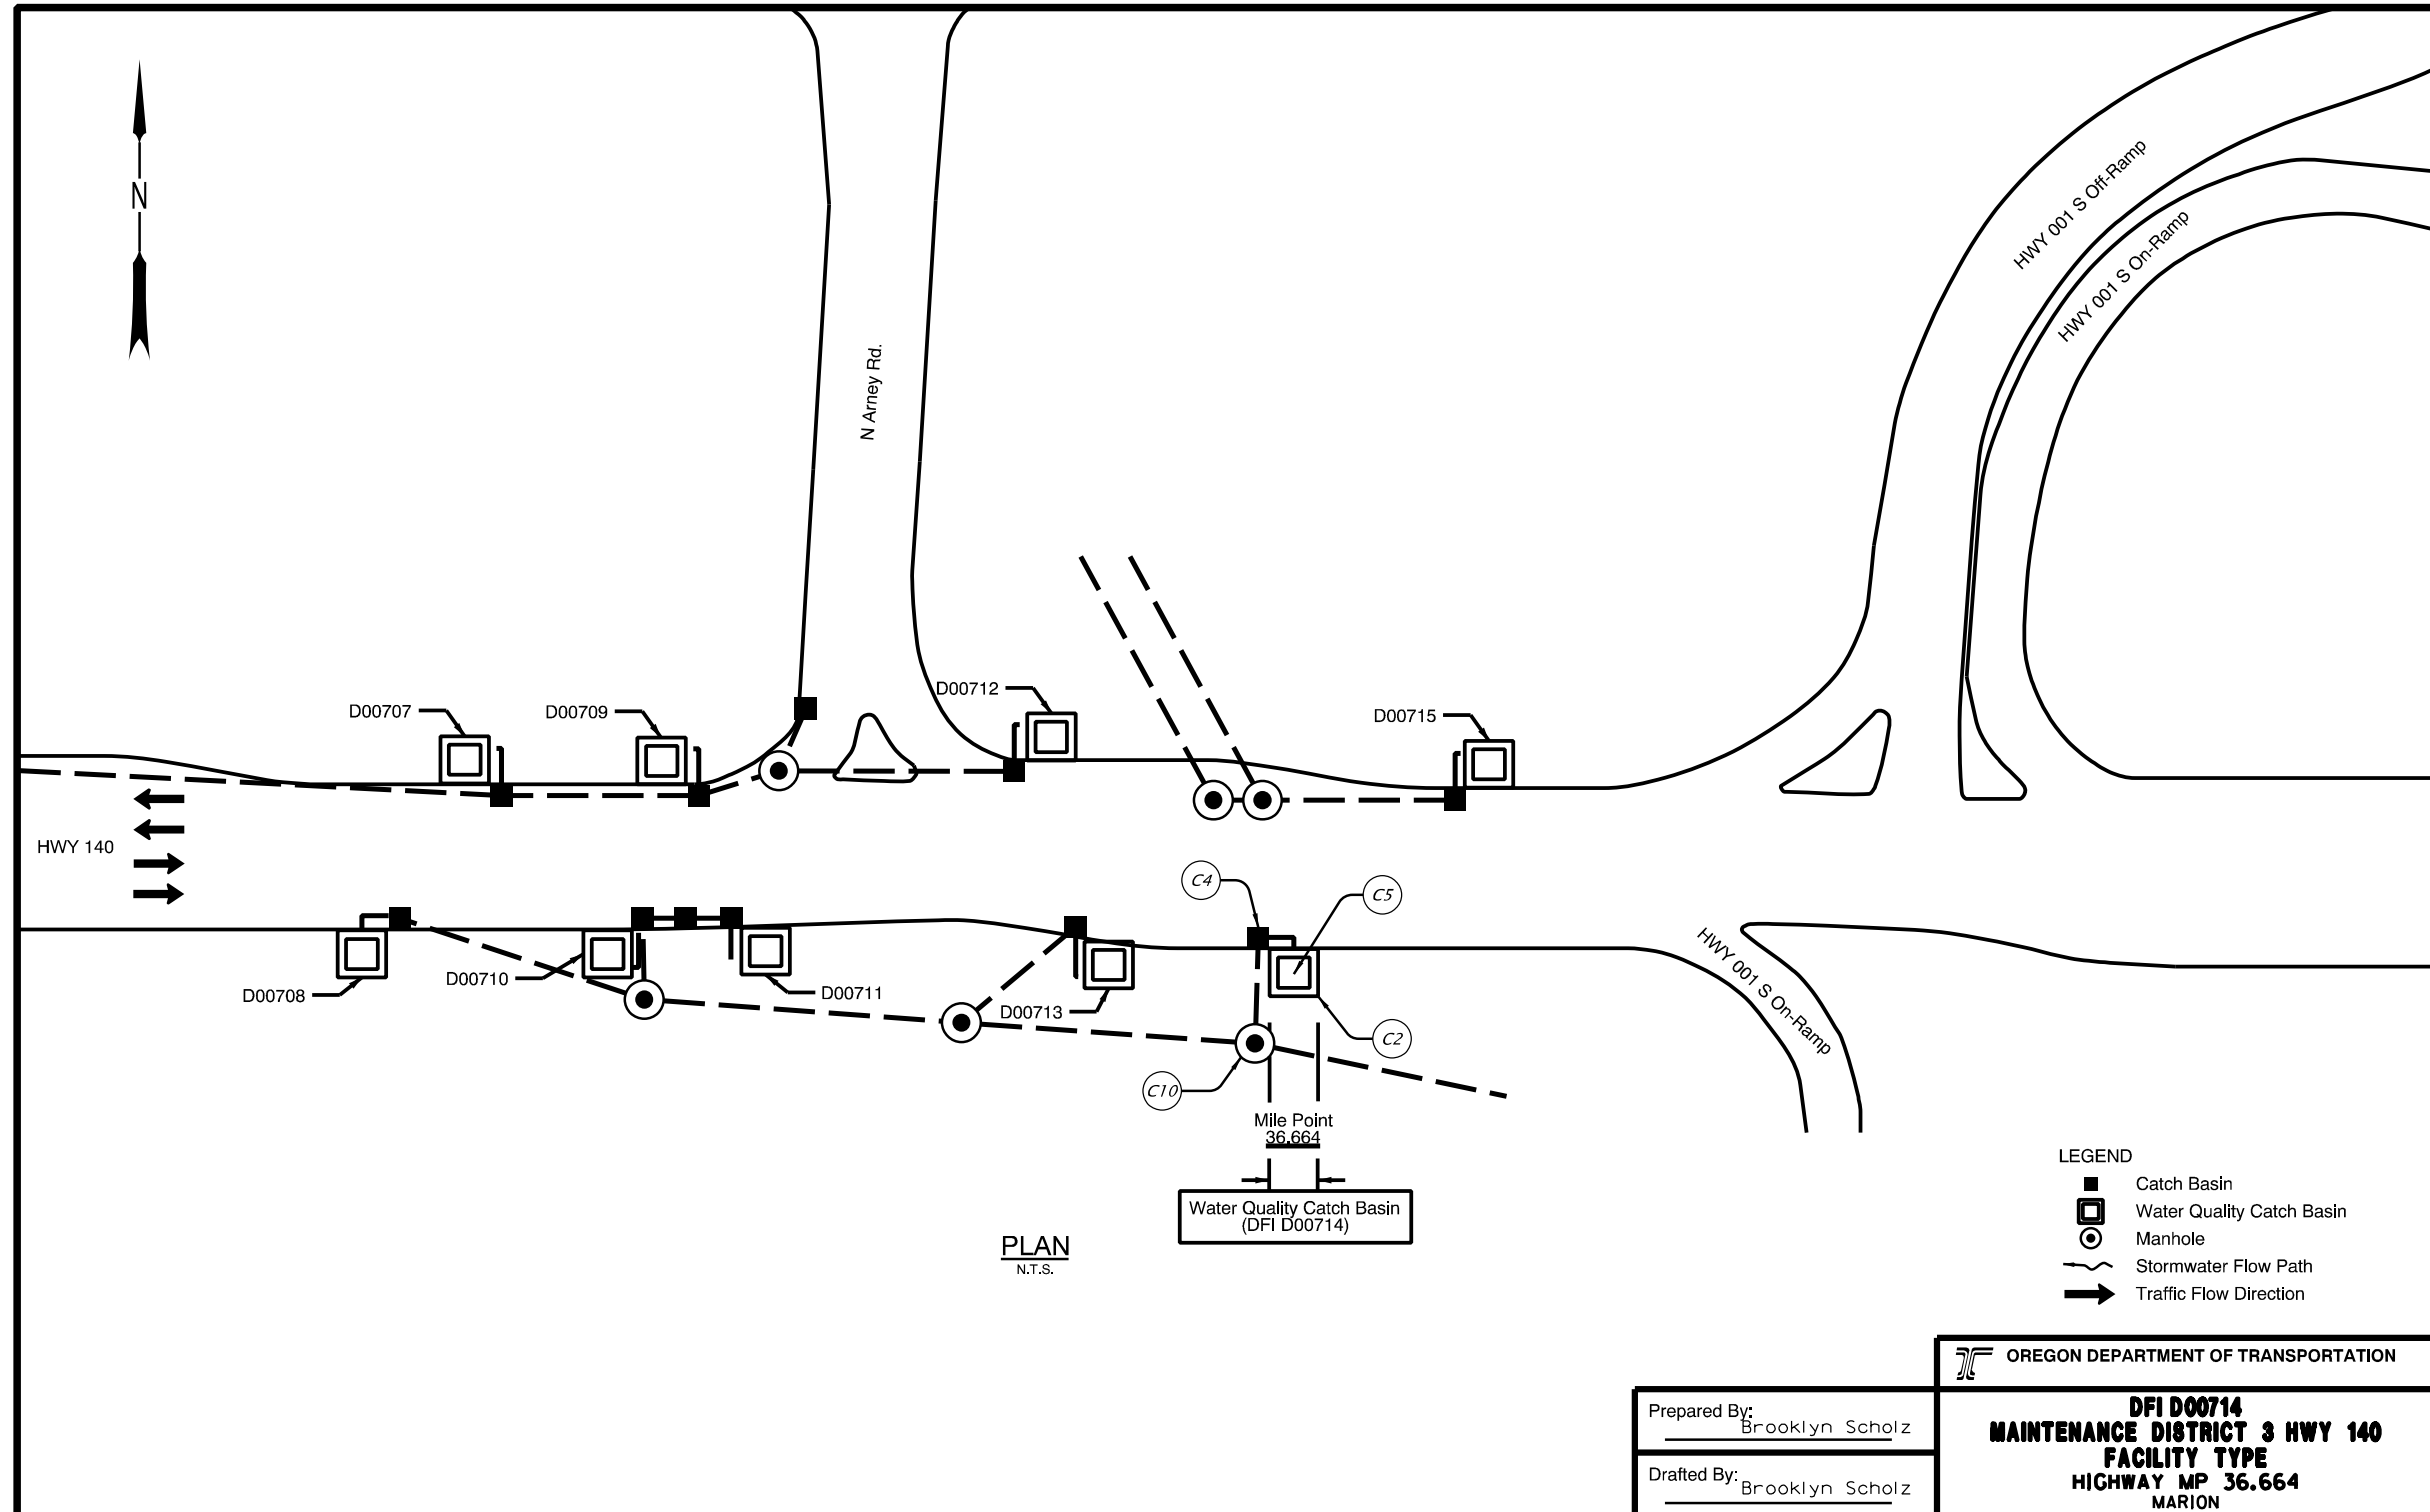 N
HWY 001 S Off-Ramp
HWY 001 S On-Ramp
N Arney Rd.
D00707
D00709
D00712
D00715
HWY 140
C4
C5
D00708
D00710
D00711
D00713
C2
C10
HWY 001 S On-Ramp
Mile Point
36.664
Water Quality Catch Basin
(DFI D00714)
PLAN
N.T.S.
LEGEND
Catch Basin
Water Quality Catch Basin
Manhole
Stormwater Flow Path
Traffic Flow Direction
OREGON DEPARTMENT OF TRANSPORTATION
Prepared By:
Brooklyn Scholz
Drafted By:
Brooklyn Scholz
DFI D00714
MAINTENANCE DISTRICT 3 HWY 140
FACILITY TYPE
HIGHWAY MP 36.664
MARION